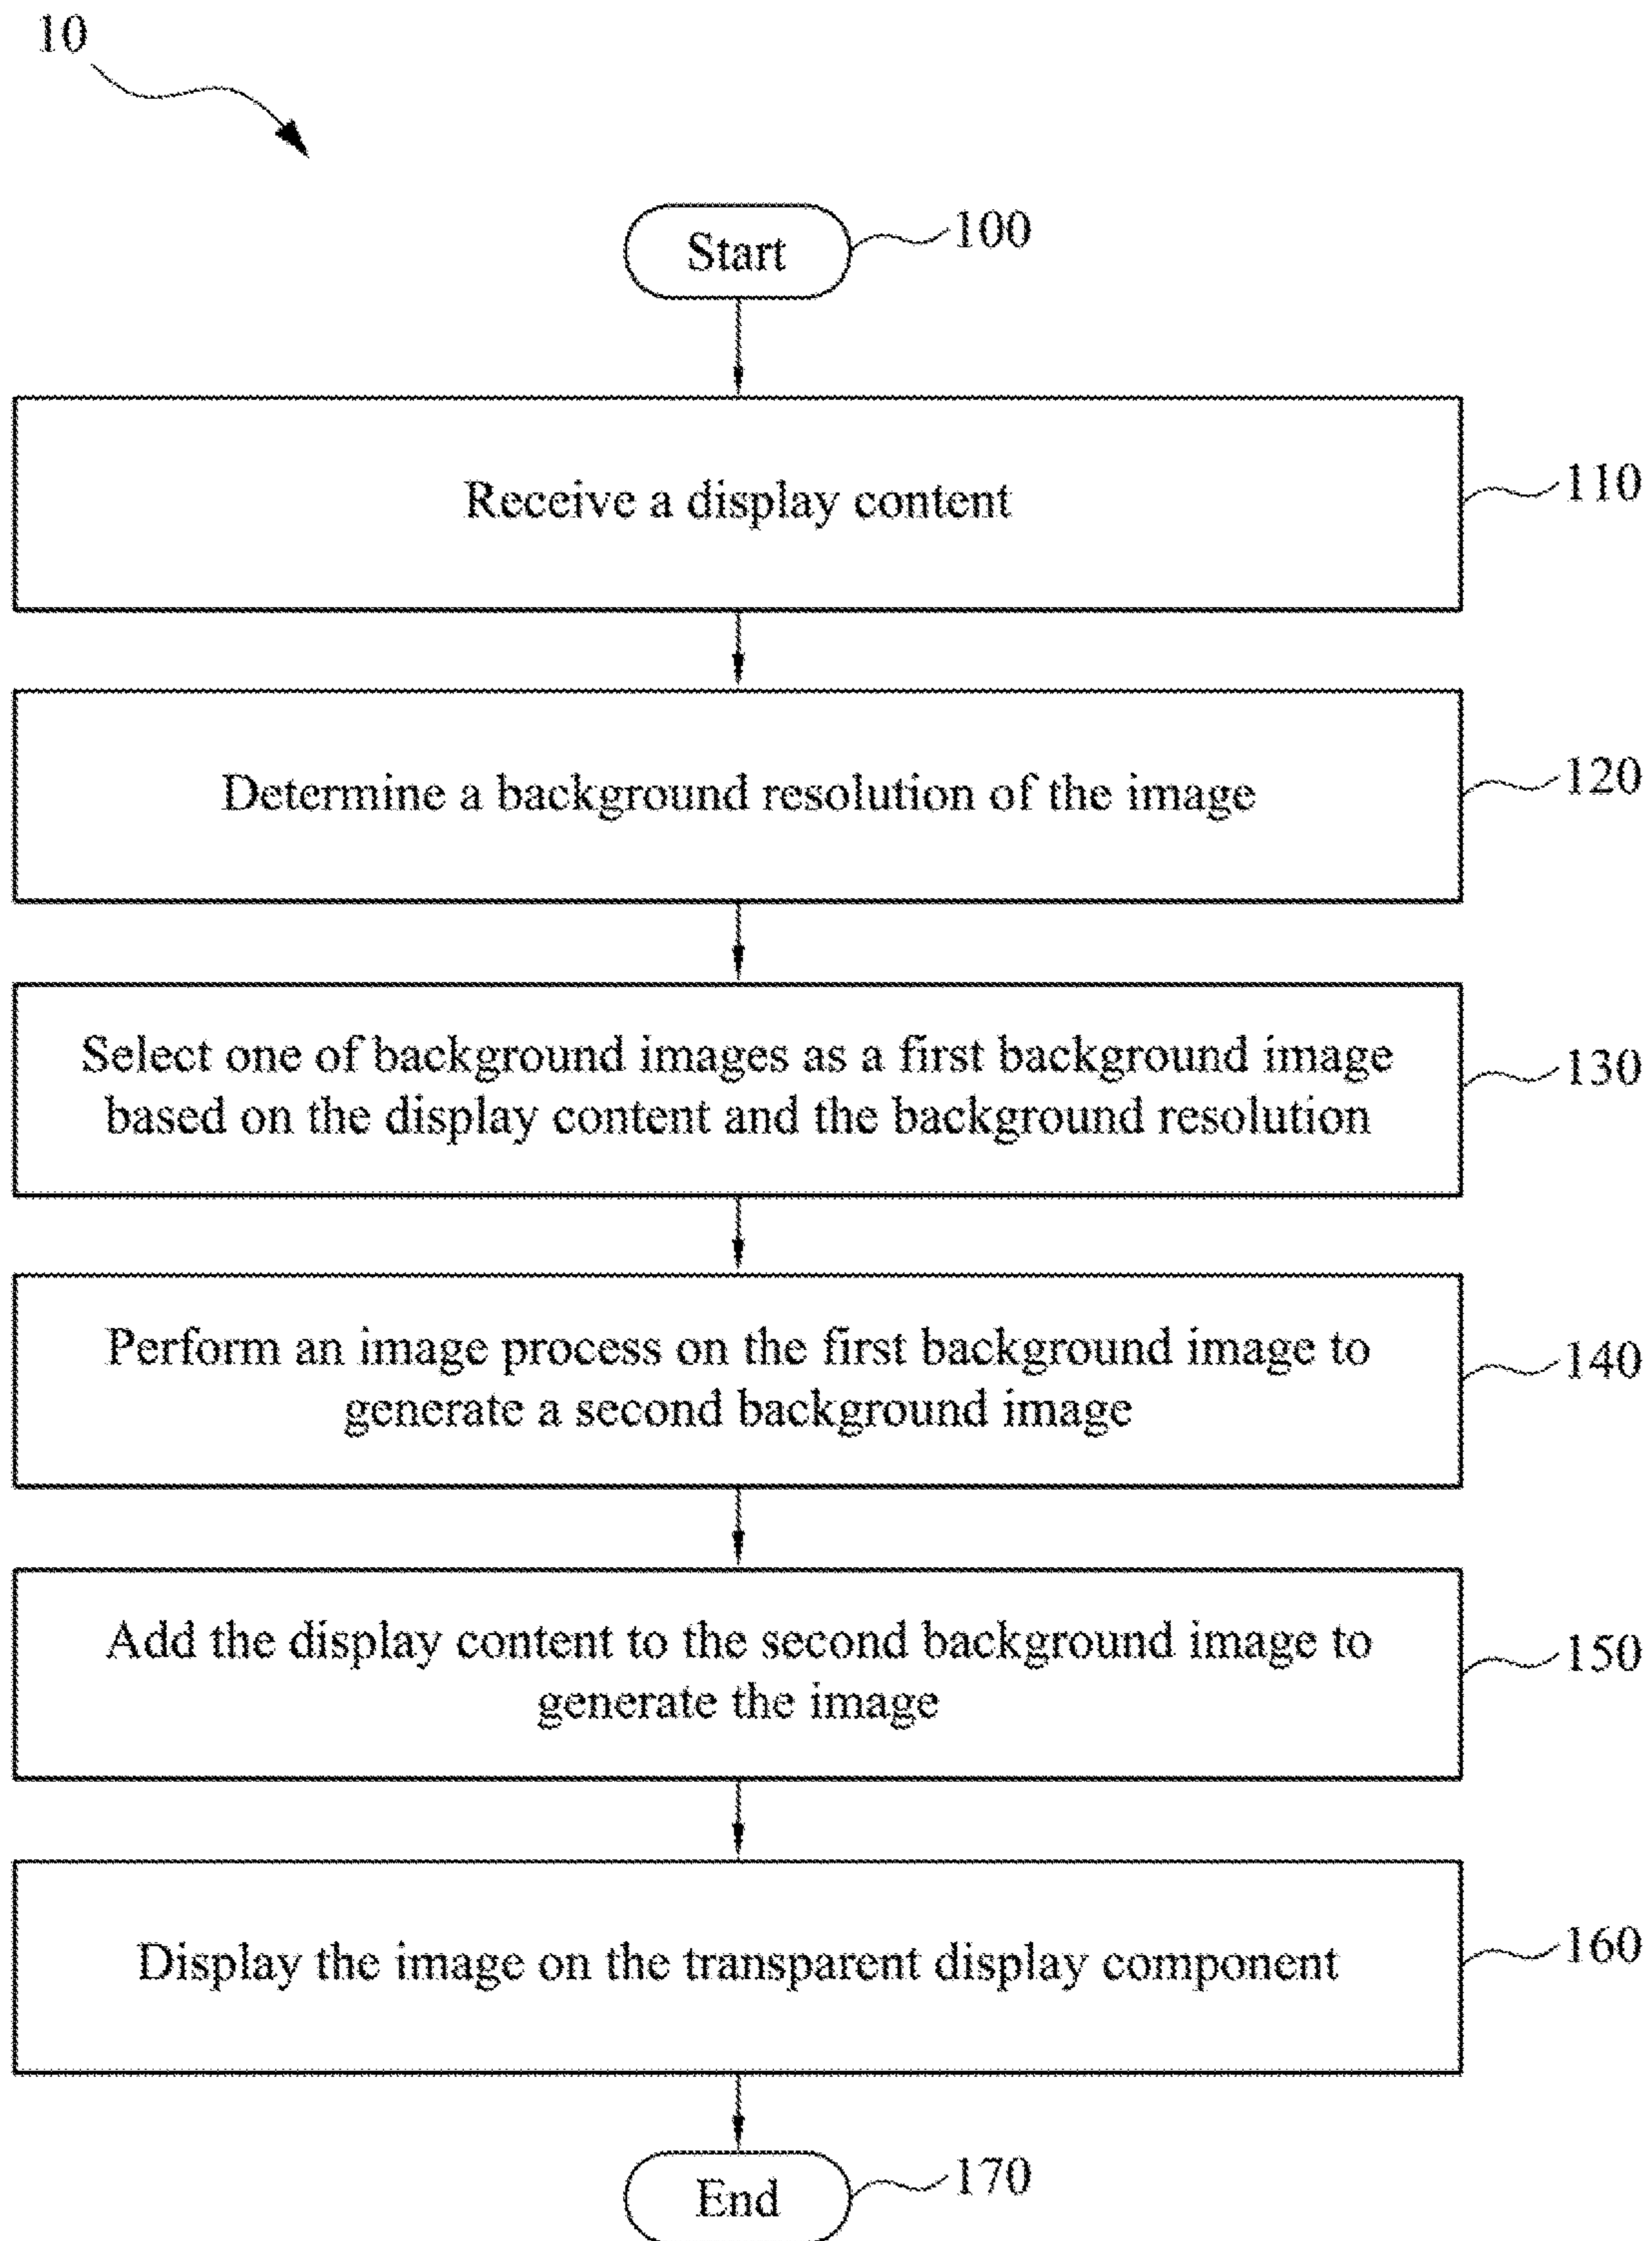 10
Start
100
Receive a display content
110
Determine a background resolution of the image
120
Select one of background images as a first background image
based on the display content and the background resolution
130
Perform an image process on the first background image to
generate a second background image
140
Add the display content to the second background image to
generate the image
150
Display the image on the transparent display component
160
End
170